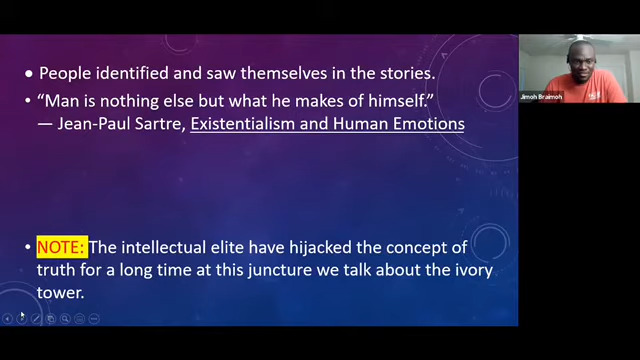 • People identified and saw themselves in the stories.
• “Man is nothing else but what he makes of himself.”
― Jean-Paul Sartre, Existentialism and Human Emotions
• NOTE: The intellectual elite have hijacked the concept of
truth for a long time at this juncture we talk about the ivory
tower.
Jimoh Braimoh